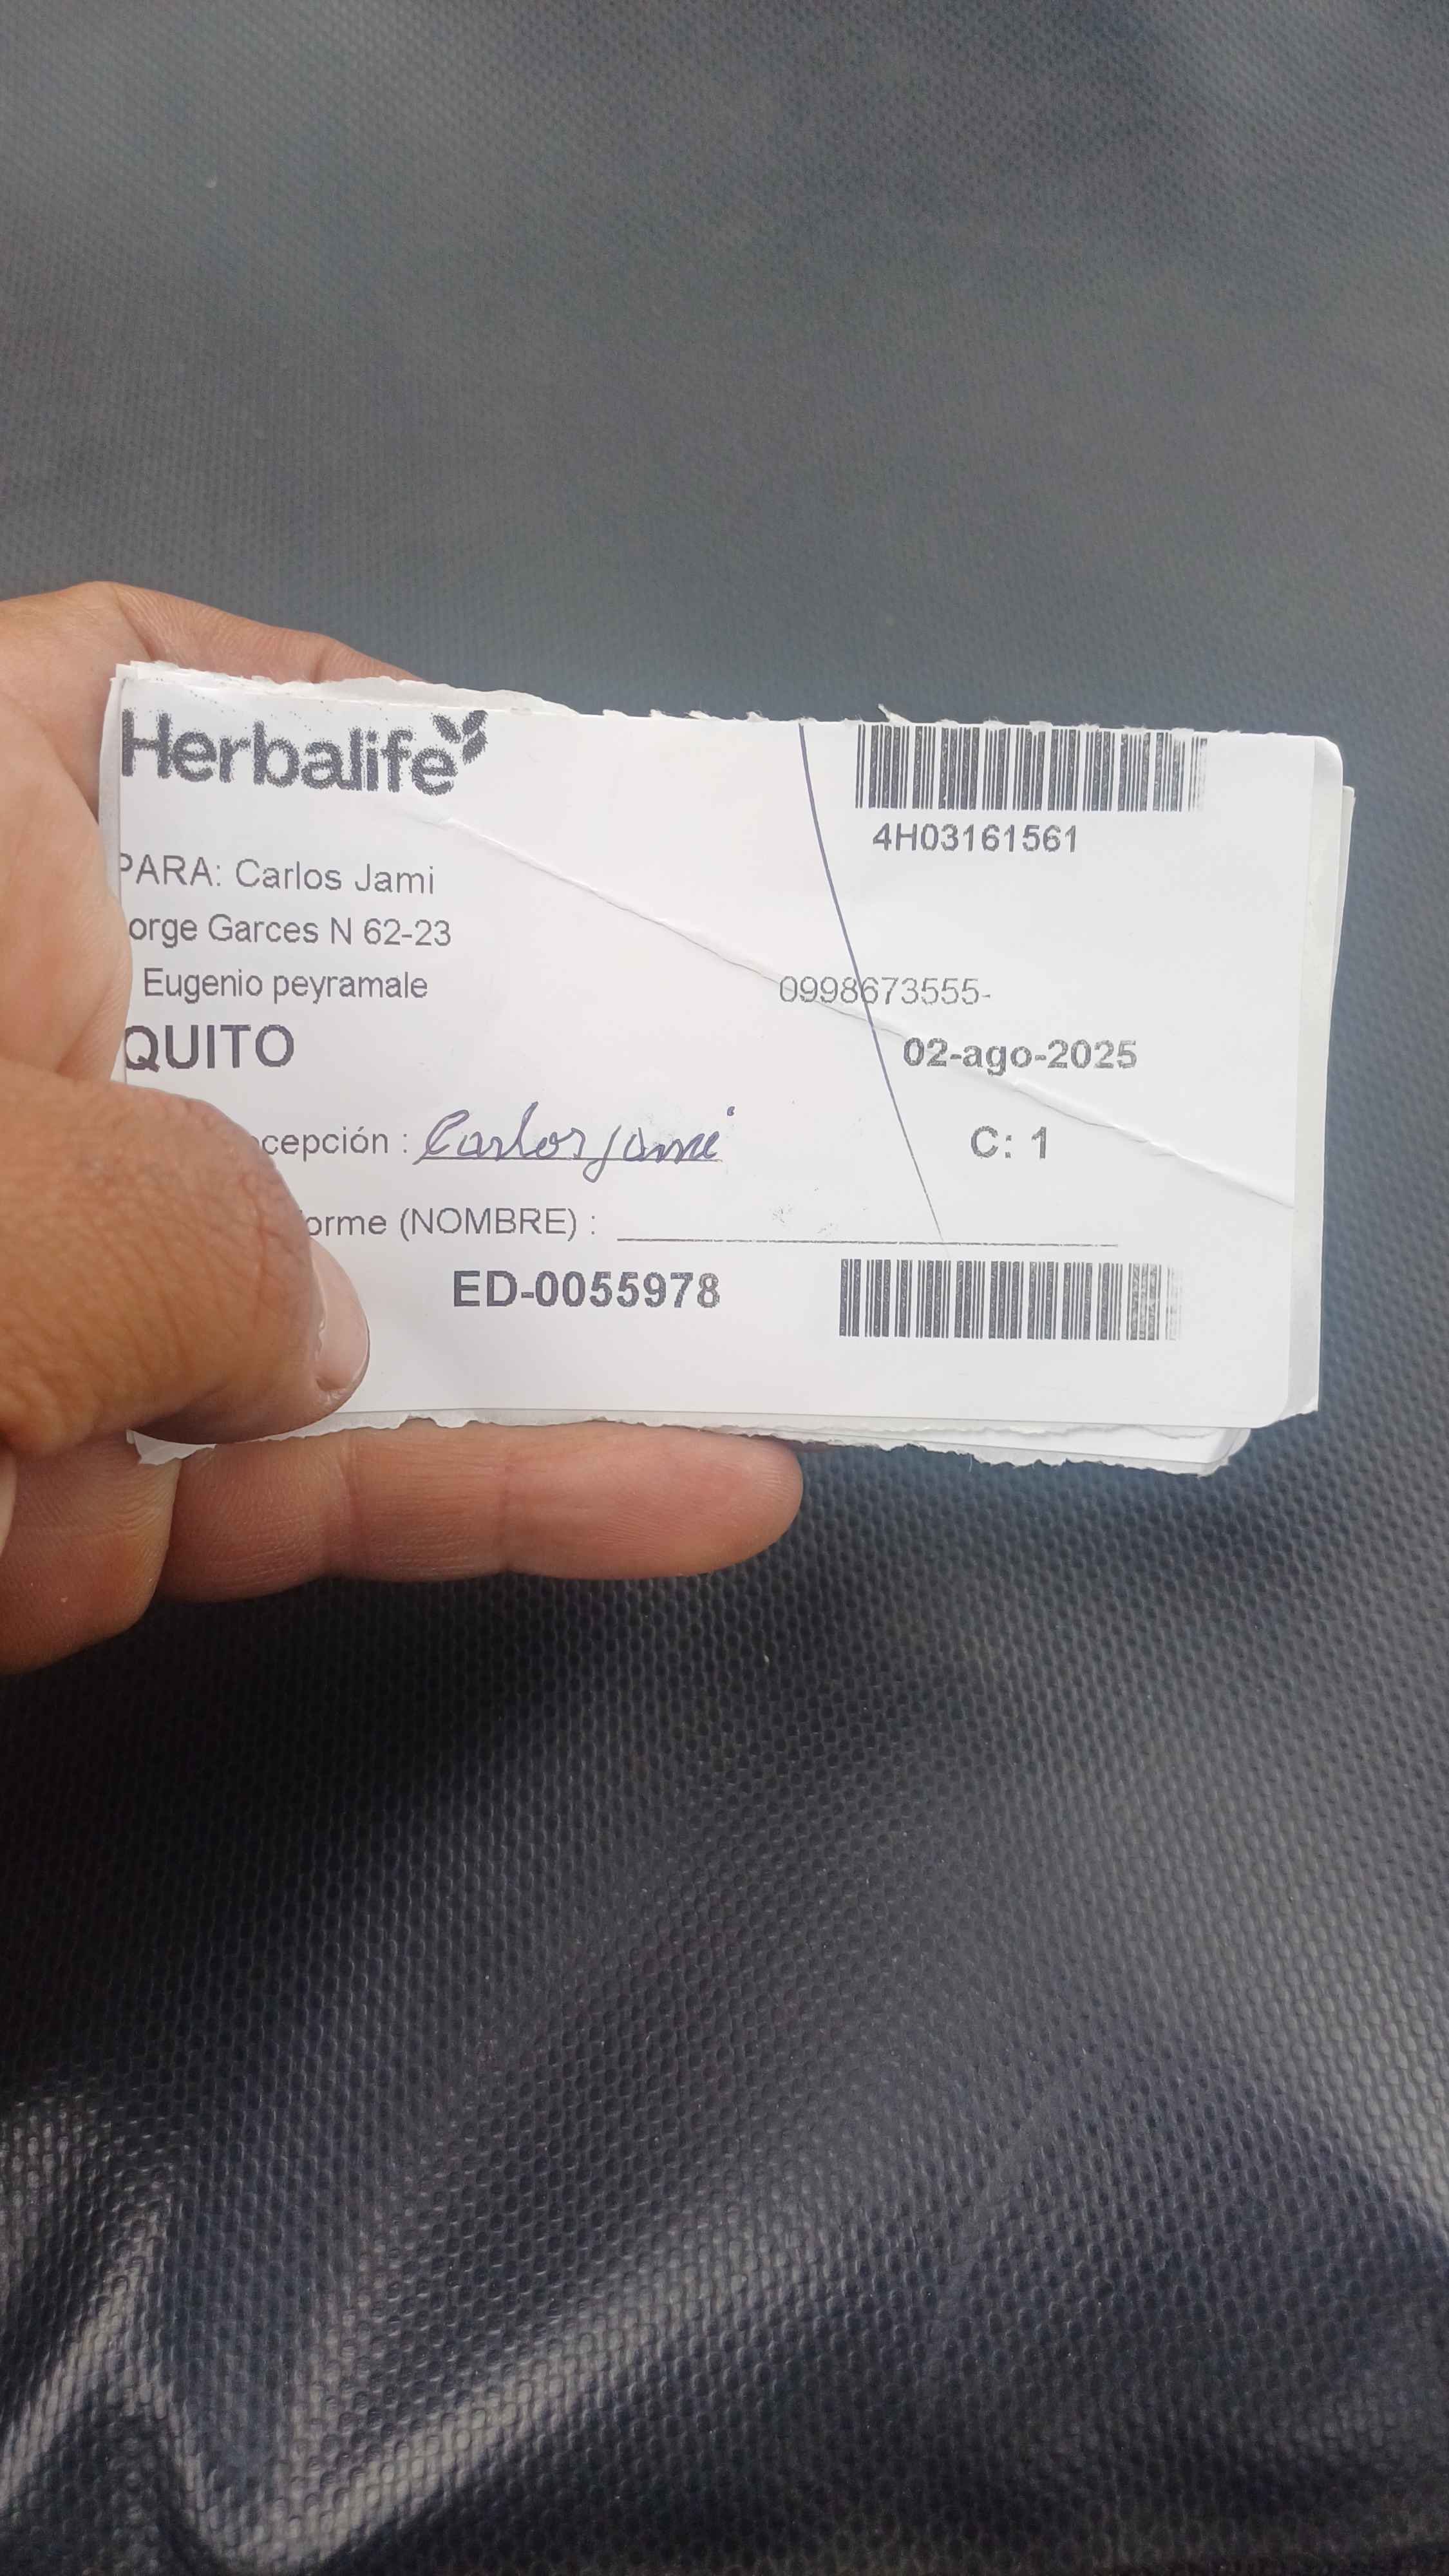 Herbalife
4H03161561
PARA: Carlos Jami
orge Garces N 62-23
Eugenio peyramale
0998673555-
QUITO
02-ago-2025
cepción : Carlos Jami
C: 1
orme (NOMBRE) :
ED-0055978